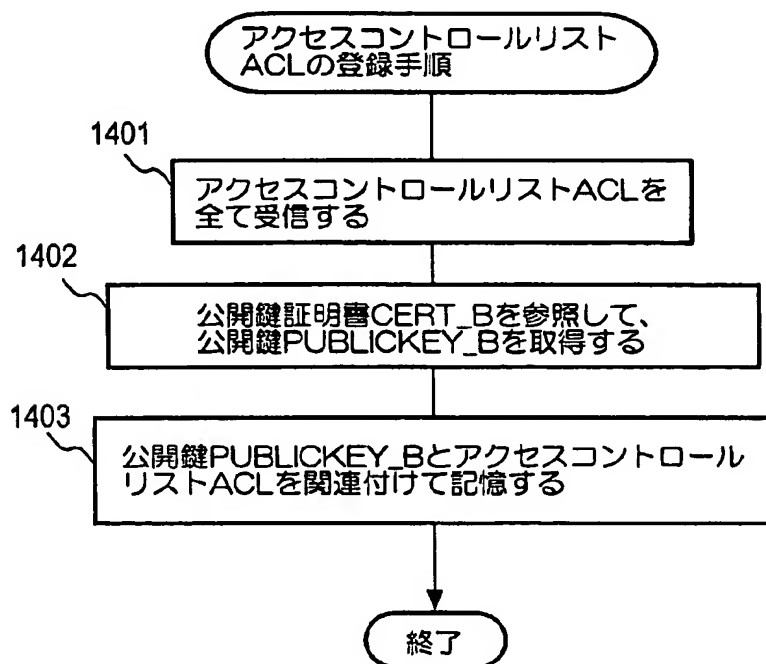 アクセスコントロールリスト
ACLの登録手順
1401
アクセスコントロールリストACLを
全て受信する
1402
公開鍵証明書CERT_Bを参照して、
公開鍵PUBLICKEY_Bを取得する
1403
公開鍵PUBLICKEY_Bとアクセスコントロール
リストACLを関連付けて記憶する
終了